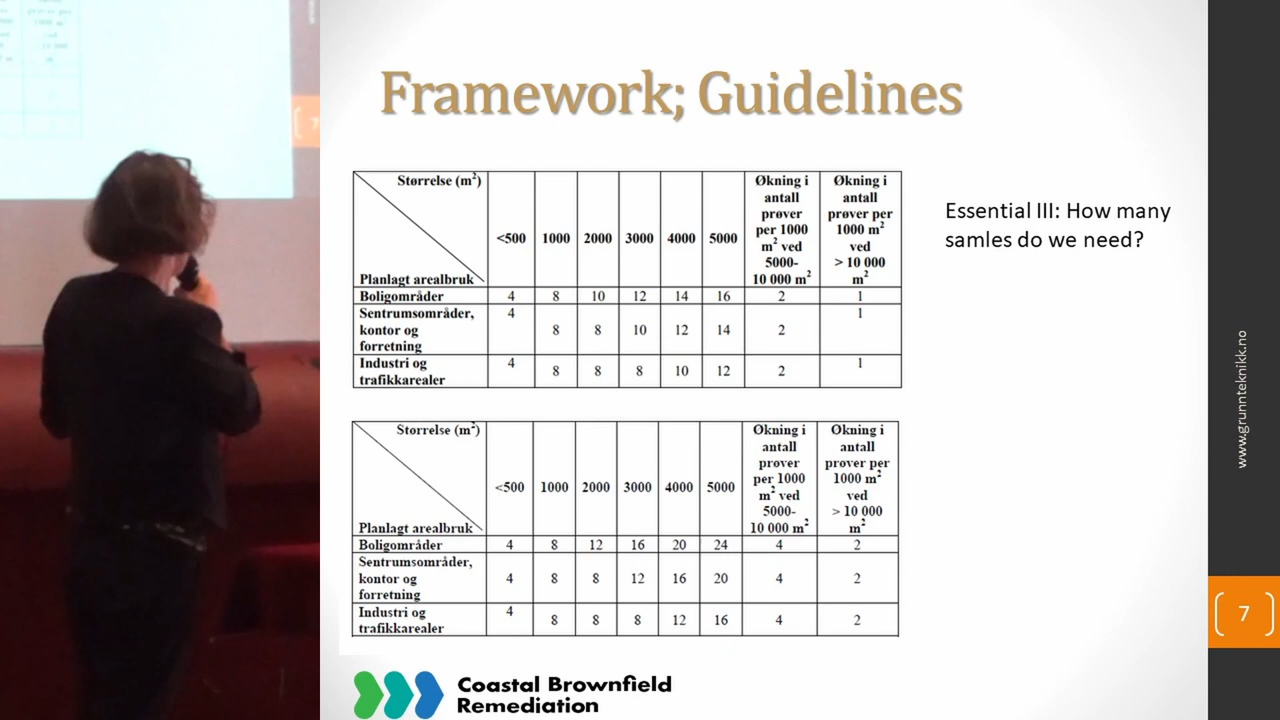 Framework; Guidelines
Størrelse (m²)
Planlagt arealbruk
<500 1000 2000 3000 4000 5000
Økning i
antall
prøver
per 1000
m² ved
5000-
10 000 m²
Økning i
antall
prøver per
1000 m²
ved
> 10 000
m²
Boligområder 4 8 10 12 14 16 2 1
Sentrumsområder,
kontor og
forretning
4 8 8 10 12 14 2 1
Industri og
trafikkarealer
4 8 8 8 10 12 2 1
Størrelse (m²)
Planlagt arealbruk
<500 1000 2000 3000 4000 5000
Økning i
antall
prøver
per 1000
m² ved
5000-
10 000 m²
Økning i
antall
prøver per
1000 m²
ved
> 10 000
m²
Boligområder 4 8 12 16 20 24 4 2
Sentrumsområder,
kontor og
forretning
4 8 8 12 16 20 4 2
Industri og
trafikkarealer
4 8 8 8 12 16 4 2
Essential III: How many
samles do we need?
www.grunnteknikk.no
7
Coastal Brownfield
Remediation